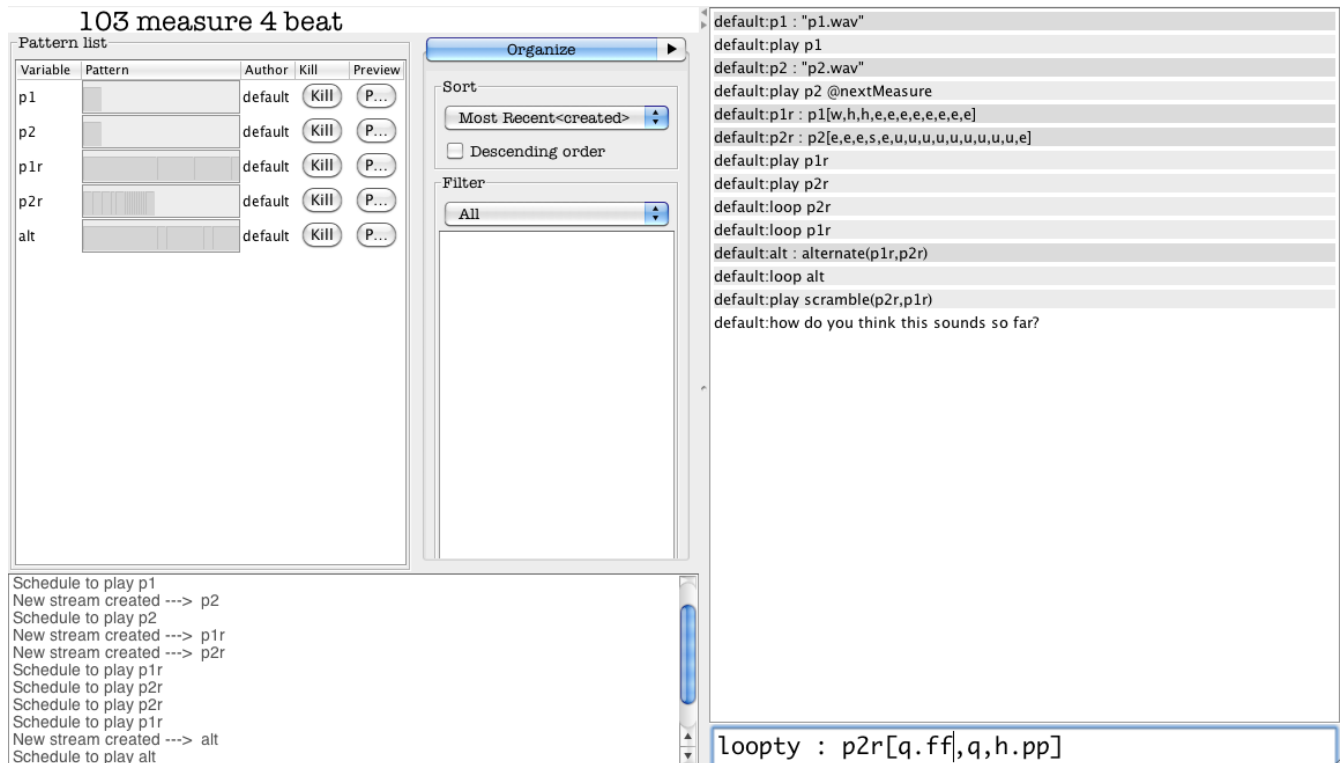 103 measure 4 beat
Pattern list
Variable Pattern Author Kill Preview
p1 default Kill P...
p2 default Kill P...
p1r default Kill P...
p2r default Kill P...
alt default Kill P...
Organize
Sort
Most Recent<created>
Descending order
Filter
All
Schedule to play p1
New stream created ---> p2
Schedule to play p2
New stream created ---> p1r
New stream created ---> p2r
Schedule to play p1r
Schedule to play p2r
Schedule to play p2r
Schedule to play p1r
New stream created ---> alt
Schedule to play alt
default:p1 : "p1.wav"
default:play p1
default:p2 : "p2.wav"
default:play p2 @nextMeasure
default:p1r : p1[w,h,h,e,e,e,e,e,e,e,e]
default:p2r : p2[e,e,e,s,e,u,u,u,u,u,u,u,u,u,u,e]
default:play p1r
default:play p2r
default:loop p2r
default:loop p1r
default:alt : alternate(p1r,p2r)
default:loop alt
default:play scramble(p2r,p1r)
default:how do you think this sounds so far?
loopty : p2r[q.ff,q,h.pp]